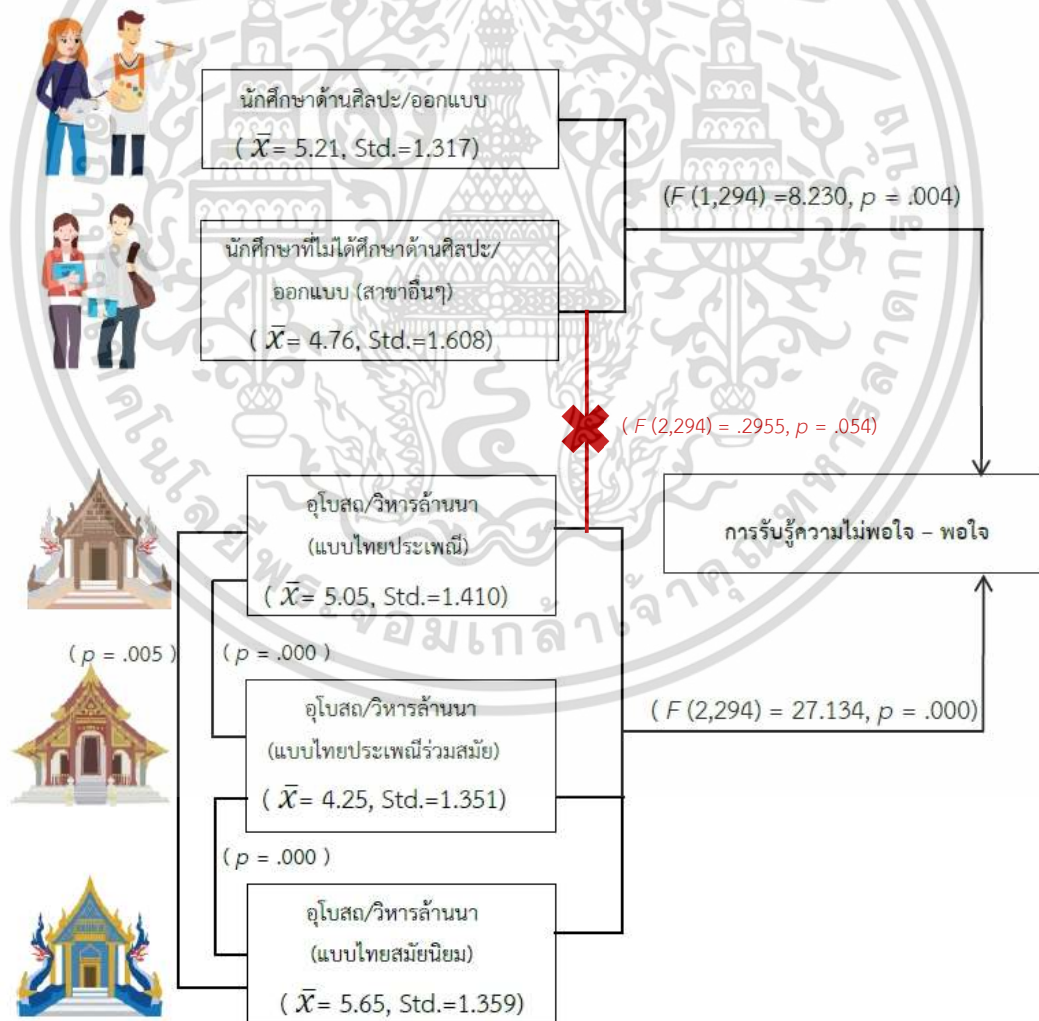 นักศึกษาด้านศิลปะ/ออกแบบ
( x̄ = 5.21, Std.=1.317)
(F (1,294) =8.230, p = .004)
นักศึกษาที่ไม่ได้ศึกษาด้านศิลปะ/
ออกแบบ (สาขาอื่นๆ)
( x̄ = 4.76, Std.=1.608)
( F (2,294) = .2955, p = .054)
อุโบสถ/วิหารล้านนา
(แบบไทยประเพณี)
( x̄ = 5.05, Std.=1.410)
การรับรู้ความไม่พอใจ – พอใจ
( p = .005 )
( p = .000 )
อุโบสถ/วิหารล้านนา
(แบบไทยประเพณีร่วมสมัย)
( x̄ = 4.25, Std.=1.351)
( F (2,294) = 27.134, p = .000)
( p = .000 )
อุโบสถ/วิหารล้านนา
(แบบไทยสมัยนิยม)
( x̄ = 5.65, Std.=1.359)